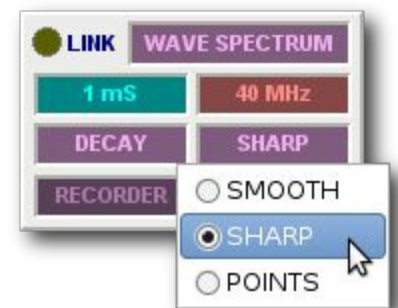 LINK WAVE SPECTRUM
1 mS 40 MHz
DECAY SHARP
RECORDER SMOOTH
SHARP
POINTS